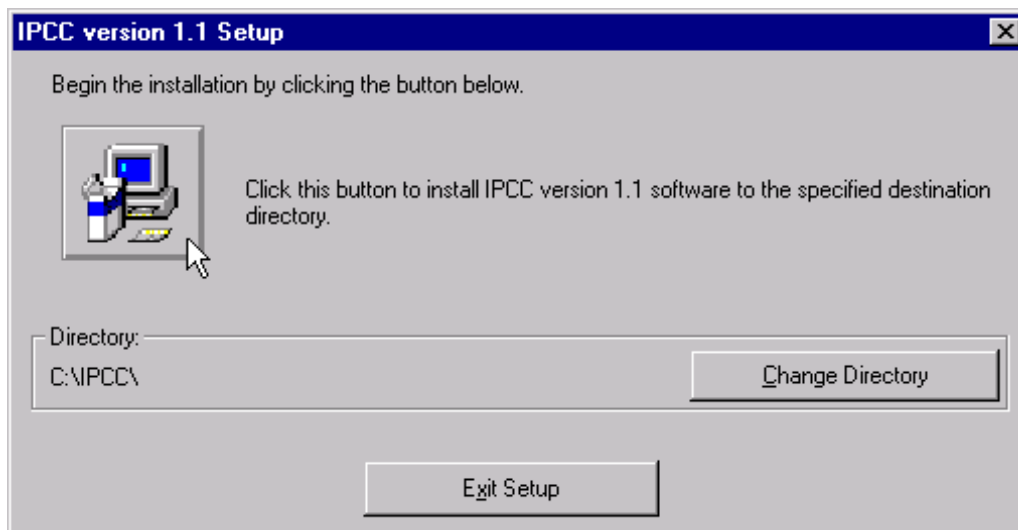 IPCC version 1.1 Setup
Begin the installation by clicking the button below.
Click this button to install IPCC version 1.1 software to the specified destination
directory.
Directory:
C:\IPCC\
Change Directory
Exit Setup